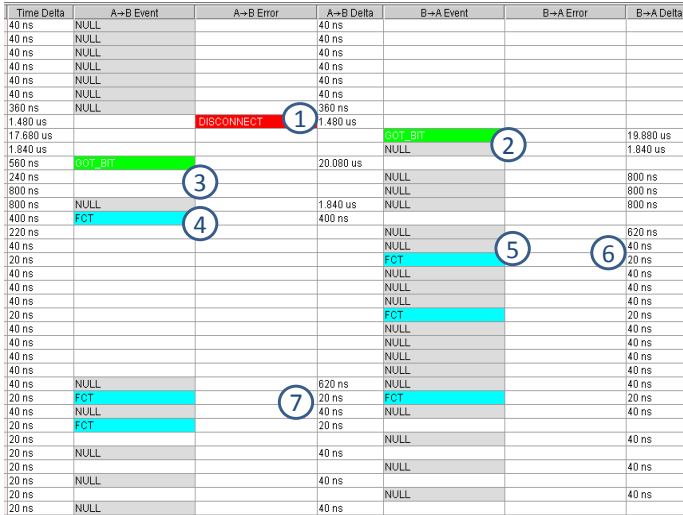 Time Delta A→B Event A→B Error A→B Delta B→A Event B→A Error B→A Delta
40 ns NULL 40 ns
40 ns NULL 40 ns
40 ns NULL 40 ns
40 ns NULL 40 ns
40 ns NULL 40 ns
40 ns NULL 40 ns
360 ns NULL 360 ns
1.480 us DISCONNECT 1 1.480 us
17.680 us GOT_BIT 19.880 us
1.840 us NULL 2 1.840 us
560 ns GOT_BIT 20.080 us
240 ns 3 NULL 800 ns
800 ns NULL 800 ns
800 ns NULL 1.840 us NULL 800 ns
400 ns FCT 4 400 ns
220 ns NULL 620 ns
40 ns NULL 5 6 40 ns
20 ns FCT 20 ns
40 ns NULL 40 ns
40 ns NULL 40 ns
40 ns NULL 40 ns
20 ns FCT 20 ns
40 ns NULL 40 ns
40 ns NULL 40 ns
40 ns NULL 40 ns
40 ns NULL 40 ns
40 ns NULL 620 ns NULL 40 ns
20 ns FCT 7 20 ns FCT 20 ns
40 ns NULL 40 ns NULL 40 ns
20 ns FCT 20 ns
20 ns NULL 40 ns
20 ns NULL 40 ns
20 ns NULL 40 ns
20 ns NULL 40 ns
20 ns NULL 40 ns
20 ns NULL 40 ns